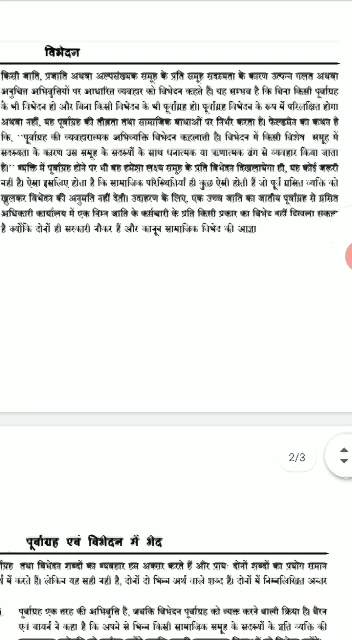 विभेदन
किसी जाति, प्रजाति अथवा अल्पसंख्यक समूह के प्रति समूह सदस्यता के कारण उत्पन्न गलत अथवा
अनुचित अभिवृत्तियों पर आधारित व्यवहार को विभेदन कहते हैं। यह सम्भव है कि बिना किसी पूर्वाग्रह
के भी विभेदन हो और बिना किसी विभेदन के भी पूर्वाग्रह हो। पूर्वाग्रह विभेदन के रूप में परिलक्षित होगा
अथवा नहीं, यह पूर्वाग्रह की तीव्रता तथा सामाजिक बाधाओं पर निर्भर करता है। फेल्डमैन का कथन है
कि, ''पूर्वाग्रह की व्यवहारात्मक अभिव्यक्ति विभेदन कहलाती है। विभेदन में किसी विशेष समूह में
सदस्यता के कारण उस समूह के सदस्यों के साथ धनात्मक या ऋणात्मक ढंग से व्यवहार किया जाता
है।'' व्यक्ति में पूर्वाग्रह होने पर भी वह हमेशा लक्ष्य समूह के प्रति विभेदन दिखलायेगा ही, यह कोई जरूरी
नहीं है। ऐसा इसलिए होता है कि सामाजिक परिस्थितियाँ ही कुछ ऐसी होती हैं जो पूर्व ग्रसित व्यक्ति को
खुलकर विभेदन की अनुमति नहीं देती। उदाहरण के लिए, एक उच्च जाति का जातीय पूर्वाग्रह से ग्रसित
अधिकारी कार्यालय में एक निम्न जाति के कर्मचारी के प्रति किसी प्रकार का विभेद नहीं दिखला सकता
है क्योंकि दोनों ही सरकारी नौकर हैं और कानून सामाजिक विभेद की आज्ञा
2/3
पूर्वाग्रह एवं विभेदन में भेद
तथा विभेदन शब्दों का व्यवहार हम अक्सर करते हैं और प्रायः दोनों शब्दों का प्रयोग समान
में करते हैं। लेकिन यह सही नहीं है, दोनों दो भिन्न अर्थ वाले शब्द हैं। दोनों में निम्नलिखित अन्तर
पूर्वाग्रह एक तरह की अभिवृत्ति है, जबकि विभेदन पूर्वाग्रह को व्यक्त करने वाली क्रिया है। बैरन
एवं बायर्न ने कहा है कि अपने से भिन्न किसी सामाजिक समूह के सदस्यों के प्रति व्यक्ति की